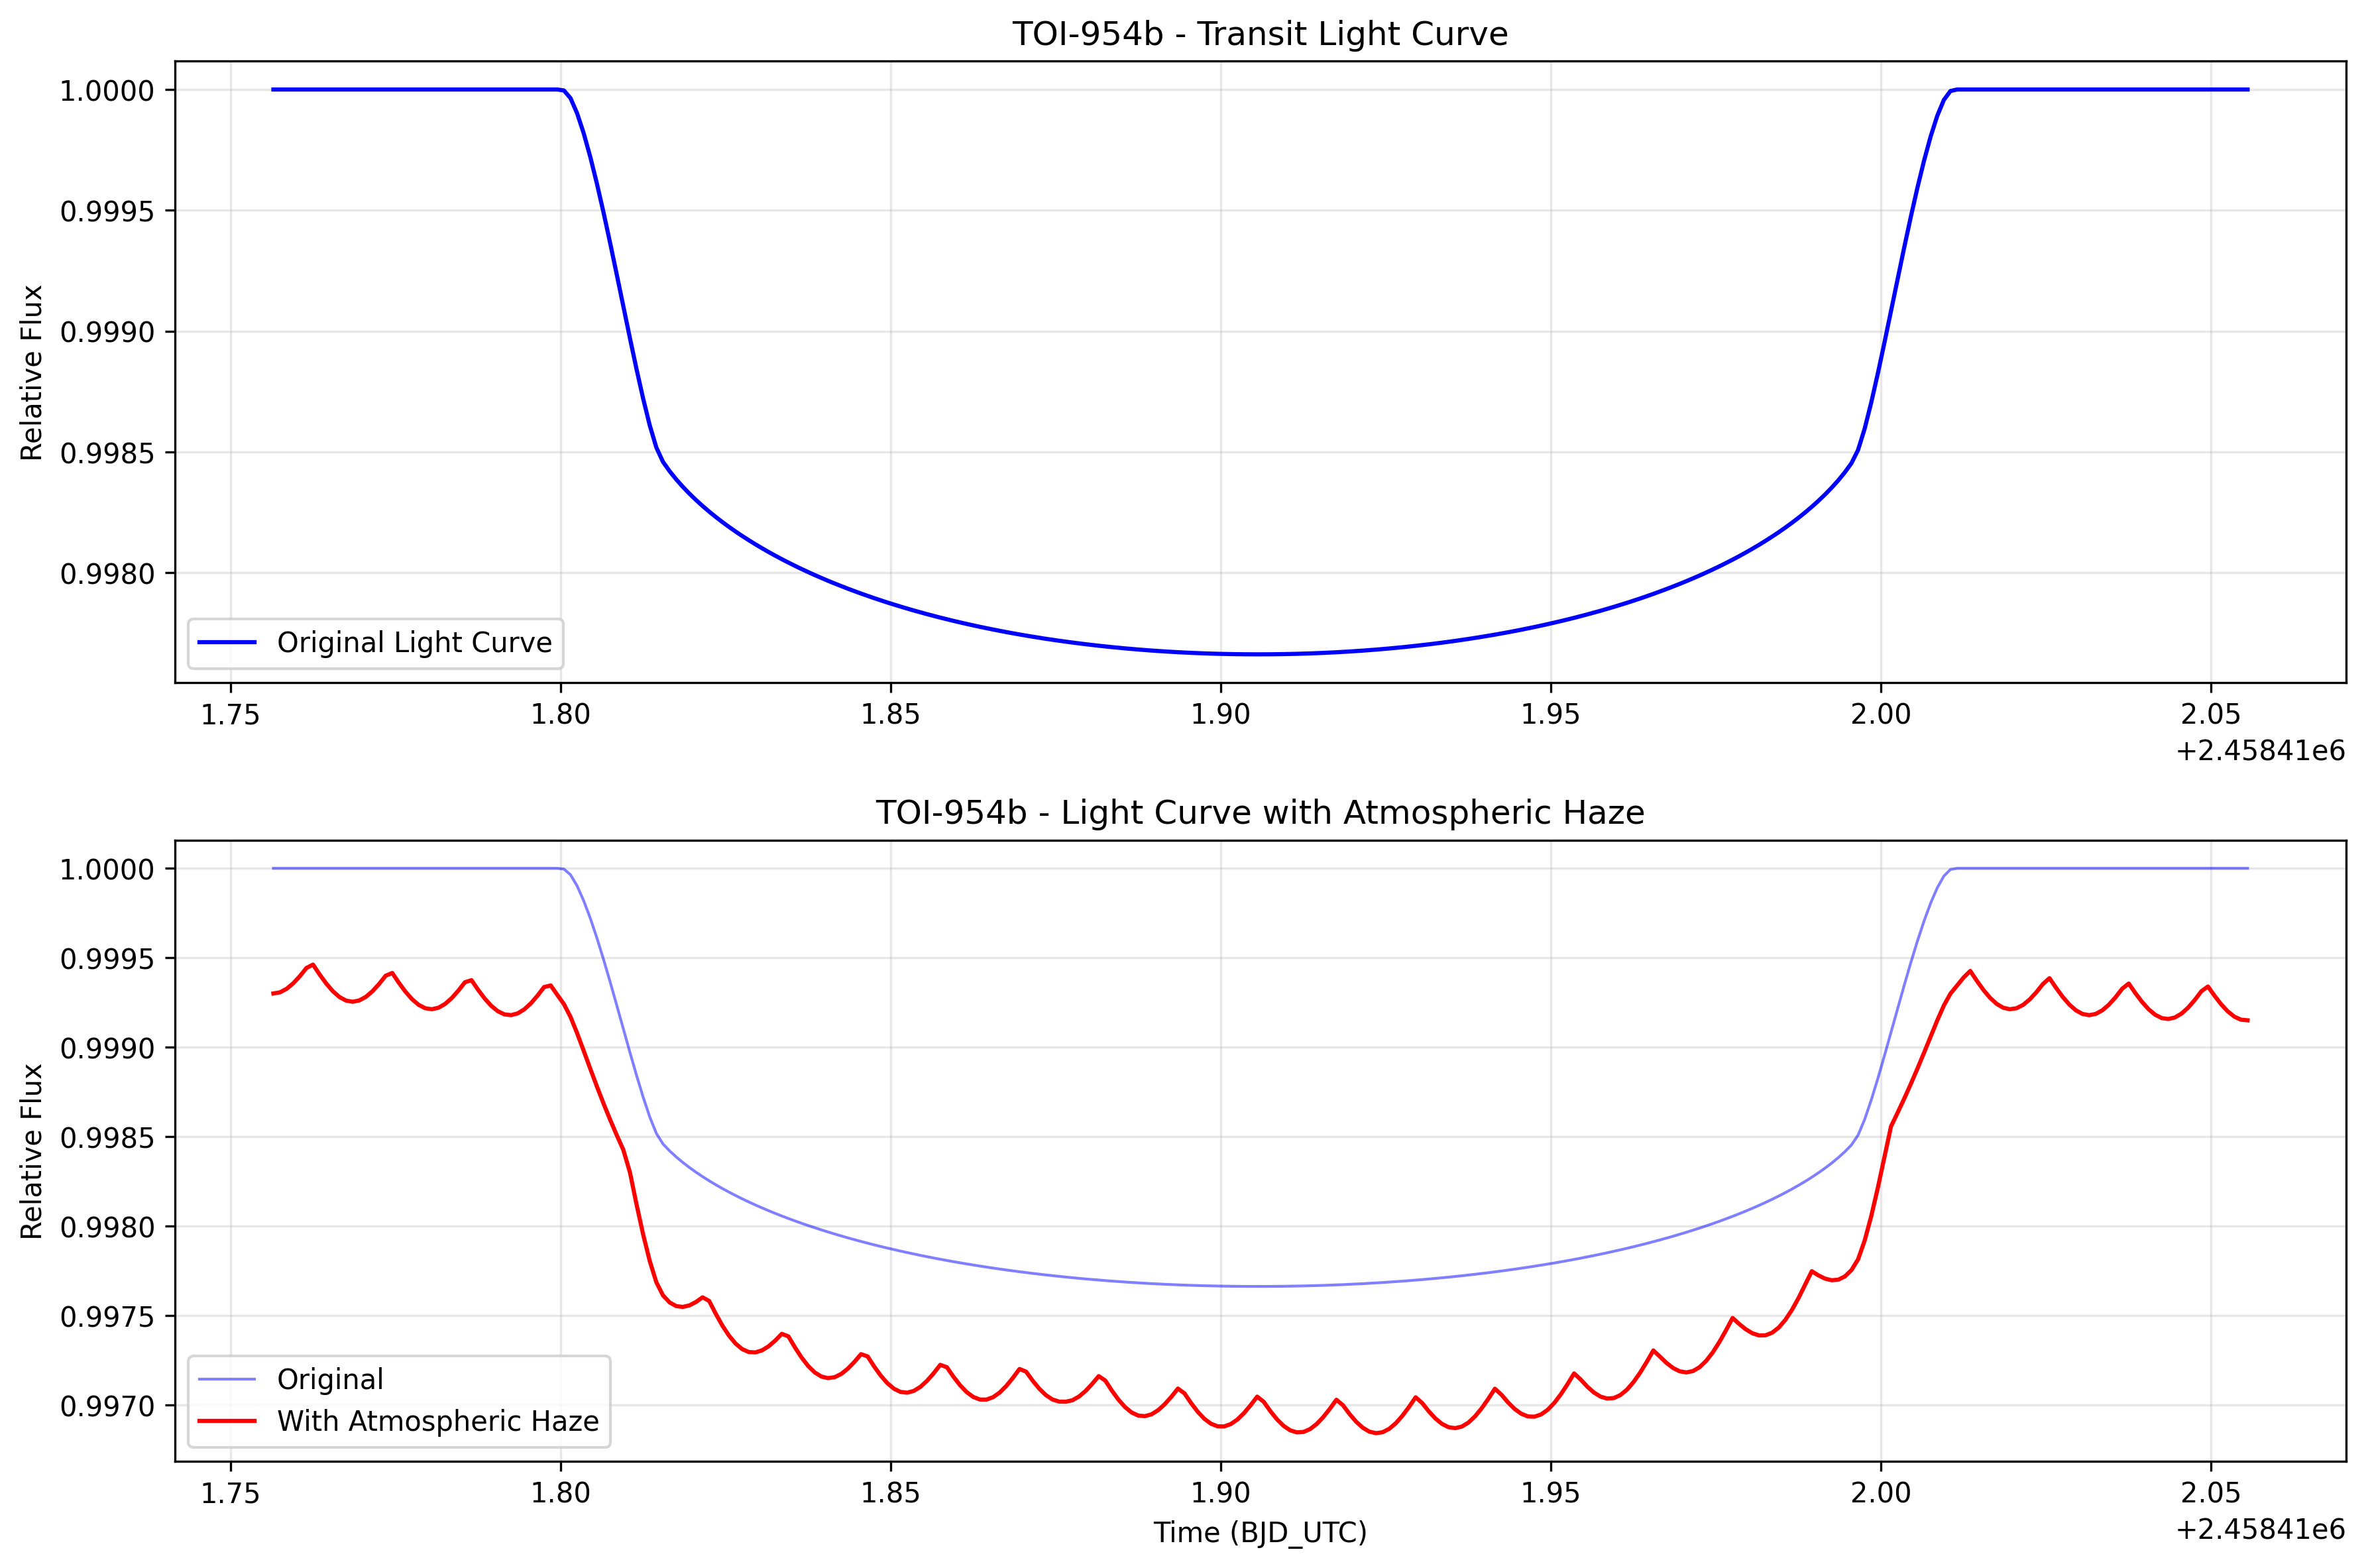 TOI-954b - Transit Light Curve
Relative Flux
1.0000
0.9995
0.9990
0.9985
0.9980
Original Light Curve
1.75 1.80 1.85 1.90 1.95 2.00 2.05
+2.45841e6
TOI-954b - Light Curve with Atmospheric Haze
Relative Flux
1.0000
0.9995
0.9990
0.9985
0.9980
0.9975
0.9970
Original
With Atmospheric Haze
1.75 1.80 1.85 1.90 1.95 2.00 2.05
Time (BJD_UTC)
+2.45841e6